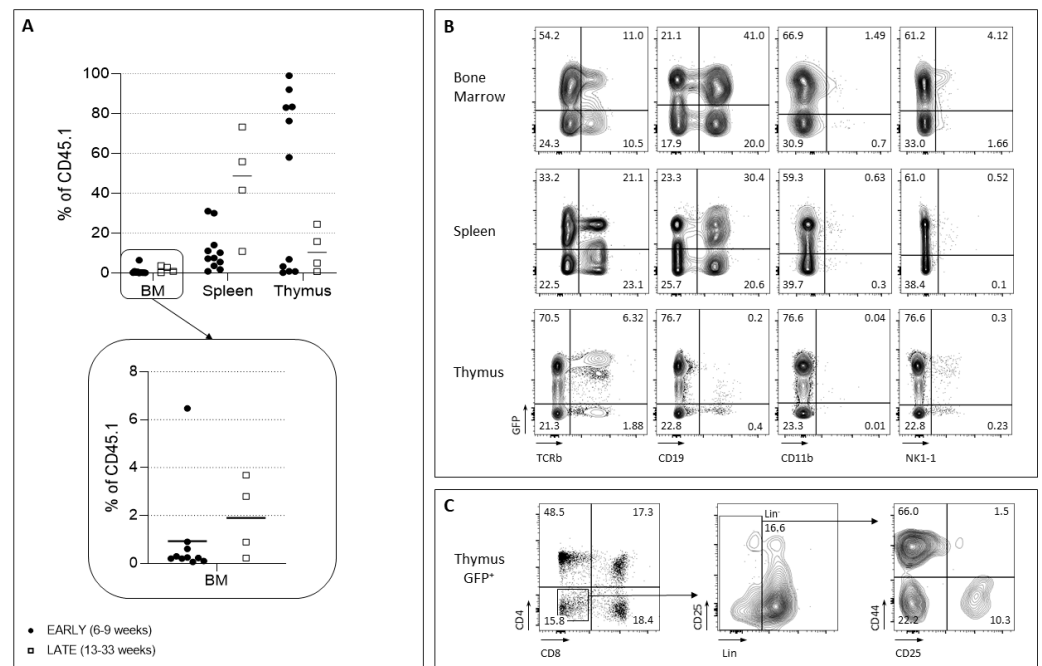 A
100
80
60
40
20
0
% of CD45.1
BM Spleen Thymus
8
6
4
2
0
% of CD45.1
BM
EARLY (6-9 weeks)
LATE (13-33 weeks)
B
Bone
Marrow
54.2 11.0 21.1 41.0 66.9 1.49 61.2 4.12
24.3 10.5 17.9 20.0 30.9 0.7 33.0 1.66
Spleen
33.2 21.1 23.3 30.4 59.3 0.63 61.0 0.52
22.5 23.1 25.7 20.6 39.7 0.3 38.4 0.1
Thymus
70.5 6.32 76.7 0.2 76.6 0.04 76.6 0.3
21.3 1.88 22.8 0.4 23.3 0.01 22.8 0.23
GFP
TCRb CD19 CD11b NK1-1
C
Thymus
GFP⁺
48.5 17.3
15.8 18.4
CD4
CD8
Lin⁻
16.6
CD25
Lin
66.0 1.5
22.2 10.3
CD44
CD25